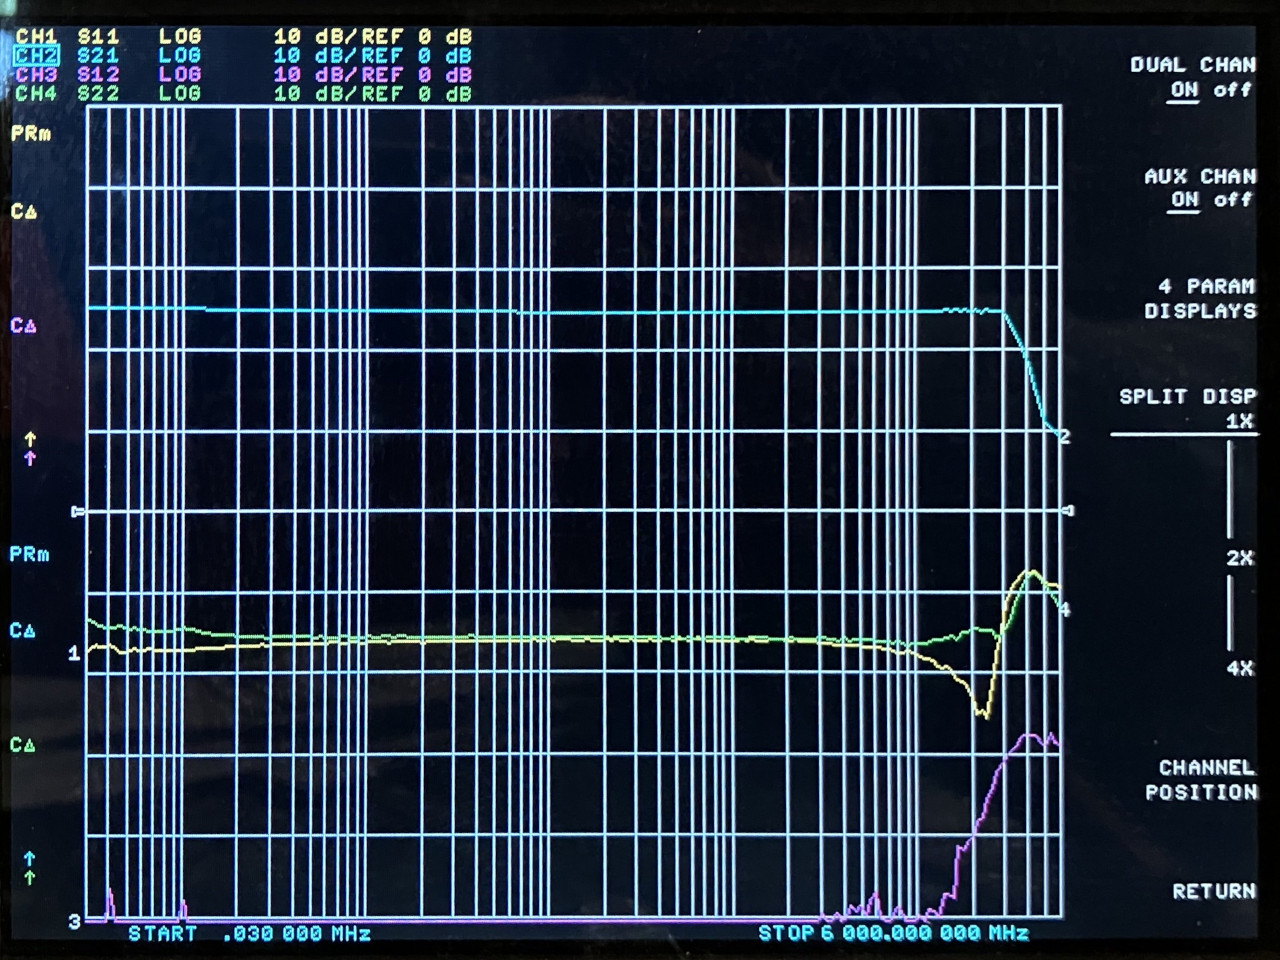 CH1 S11 LOG 10 dB/REF 0 dB
CH2 S21 LOG 10 dB/REF 0 dB
CH3 S12 LOG 10 dB/REF 0 dB
CH4 S22 LOG 10 dB/REF 0 dB
DUAL CHAN
ON off
PRm
AUX CHAN
ON off
CΔ
4 PARAM
DISPLAYS
CΔ
SPLIT DISP
1X
↑
↑
2
PRm
2X
CΔ
4
1
4X
CΔ
CHANNEL
POSITION
↑
↑
RETURN
3
START .030 000 MHz
STOP 6 000.000 000 MHz